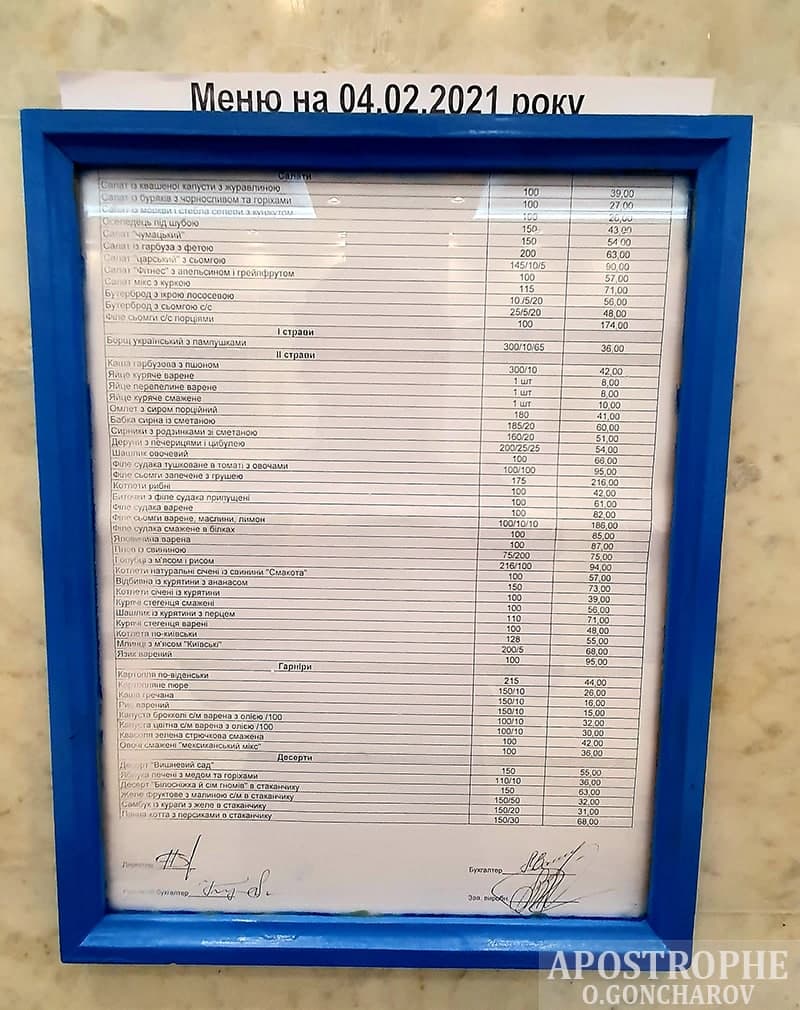 Меню на 04.02.2021 року
Салати
Салат із квашеної капусти з журавлиною 100 39,00
Салат із буряків з чорносливом та горіхами 100 27,00
Салат із моркви і стебла селери з кунжутом 100 26,00
Оселедець під шубою 150 43,00
Салат "Чумацький" 150 54,00
Салат із гарбуза з фетою 200 63,00
Салат "Царський" з сьомгою 145/10/5 90,00
Салат "Фітнес" з апельсином і грейпфрутом 100 57,00
Салат мікс з куркою 115 71,00
Бутерброд з ікрою лососевою 10/5/20 56,00
Бутерброд з сьомгою с/с 25/5/20 48,00
Філе сьомги с/с порціями 100 174,00
І страви
Борщ український з пампушками 300/10/65 36,00
ІІ страви
Каша гарбузова з пшоном 300/10 42,00
Яйце куряче варене 1 шт 8,00
Яйце перепелине варене 1 шт 8,00
Яйце куряче смажене 1 шт 10,00
Омлет з сиром порційний 180 41,00
Бабка сирна із сметаною 185/20 60,00
Сирники з родзинками зі сметаною 160/20 51,00
Деруни з печерицями і цибулею 200/25/25 54,00
Шашлик овочевий 100 66,00
Філе судака тушковане в томаті з овочами 100/100 95,00
Філе сьомги запечене з грушею 175 216,00
Котлети рибні 100 42,00
Биточки з філе судака припущені 100 61,00
Філе судака варене 100 82,00
Філе сьомги варене, маслини, лимон 100/10/10 186,00
Філе судака смажене в білках 100 85,00
Яловичина варена 100 87,00
Плов із свининою 75/200 75,00
Голубці з м'ясом і рисом 216/100 94,00
Котлети натуральні січені із свинини "Смакота" 100 57,00
Відбивна із курятини з ананасом 150 73,00
Котлети січені із курятини 100 39,00
Курячі стегенця смажені 100 56,00
Шашлик із курятини з перцем 110 71,00
Курячі стегенця варені 100 48,00
Котлета по-київськи 128 55,00
Млинці з м'ясом "Київські" 200/5 68,00
Язик варений 100 95,00
Гарніри
Картопля по-віденськи 215 44,00
Картопляне пюре 150/10 26,00
Каша гречана 150/10 16,00
Рис варений 150/10 15,00
Капуста брокколі с/м варена з олією /100 100/10 32,00
Капуста цвітна с/м варена з олією /100 100/10 30,00
Квасоля зелена стручкова смажена 100 42,00
Овочі смажені "мексиканський мікс" 100 36,00
Десерти
Десерт "Вишневий сад" 150 55,00
Яблука печені з медом та горіхами 110/10 36,00
Десерт "Білосніжка й сім гномів" в стаканчику 150 63,00
Желе фруктове з малиною с/м в стаканчику 150/50 32,00
Самбук із кураги з желе в стаканчику 150/20 31,00
Панна котта з персиками в стаканчику 150/30 68,00
Директор Бухгалтер
бухгалтер Зав. виробн.
APOSTROPHE
O.GONCHAROV